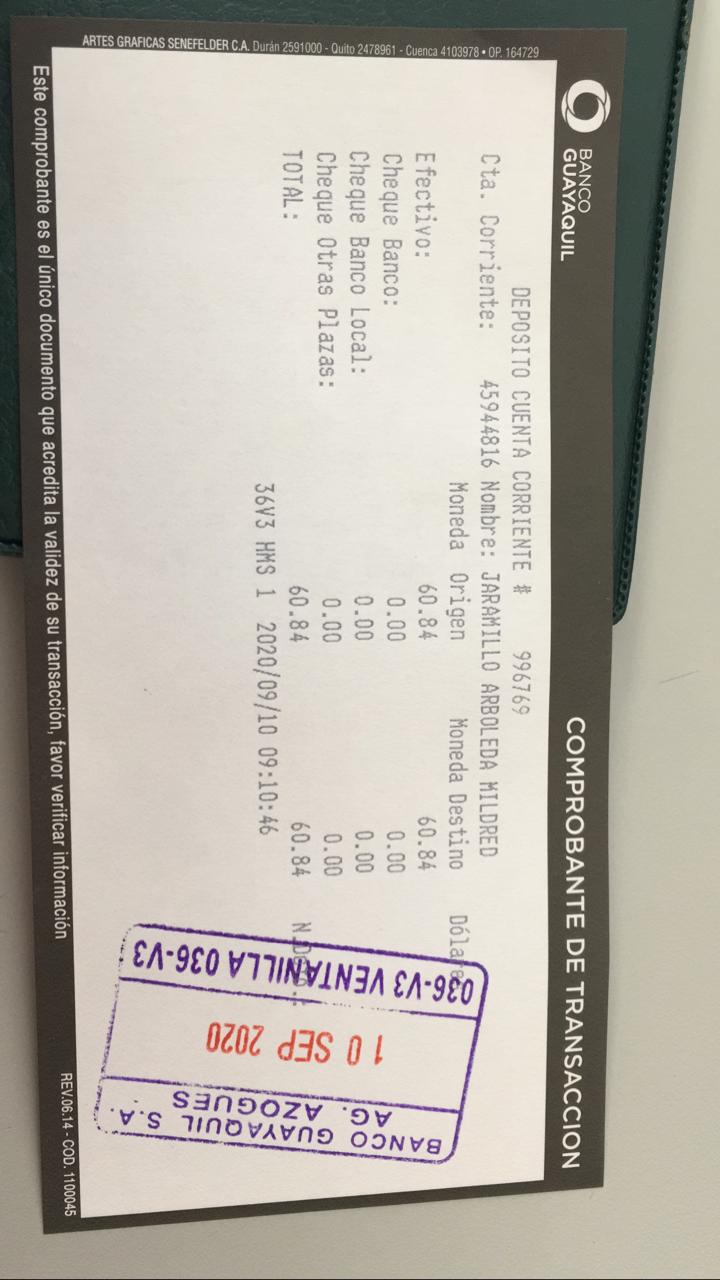 BANCO
GUAYAQUIL
COMPROBANTE DE TRANSACCION
DEPOSITO CUENTA CORRIENTE # 996769
Cta. Corriente: 45944816 Nombre: JARAMILLO ARBOLEDA MILDRED
Moneda Origen Moneda Destino Dólares
Efectivo: 60.84 60.84
Cheque Banco: 0.00 0.00
Cheque Banco Local: 0.00 0.00
Cheque Otras Plazas: 0.00 0.00
TOTAL: 60.84 60.84
36V3 HMS 1 2020/09/10 09:10:46
BANCO GUAYAQUIL S.A.
AG. AZOGUES
10 SEP 2020
036-V3 VENTANILLA 036-V3
ARTES GRAFICAS SENEFELDER C.A. Durán 2591000 - Quito 2478961 - Cuenca 4103978 • OP. 164729
Este comprobante es el único documento que acredita la validez de su transacción, favor verificar información
REV.06.14 - COD. 1100045